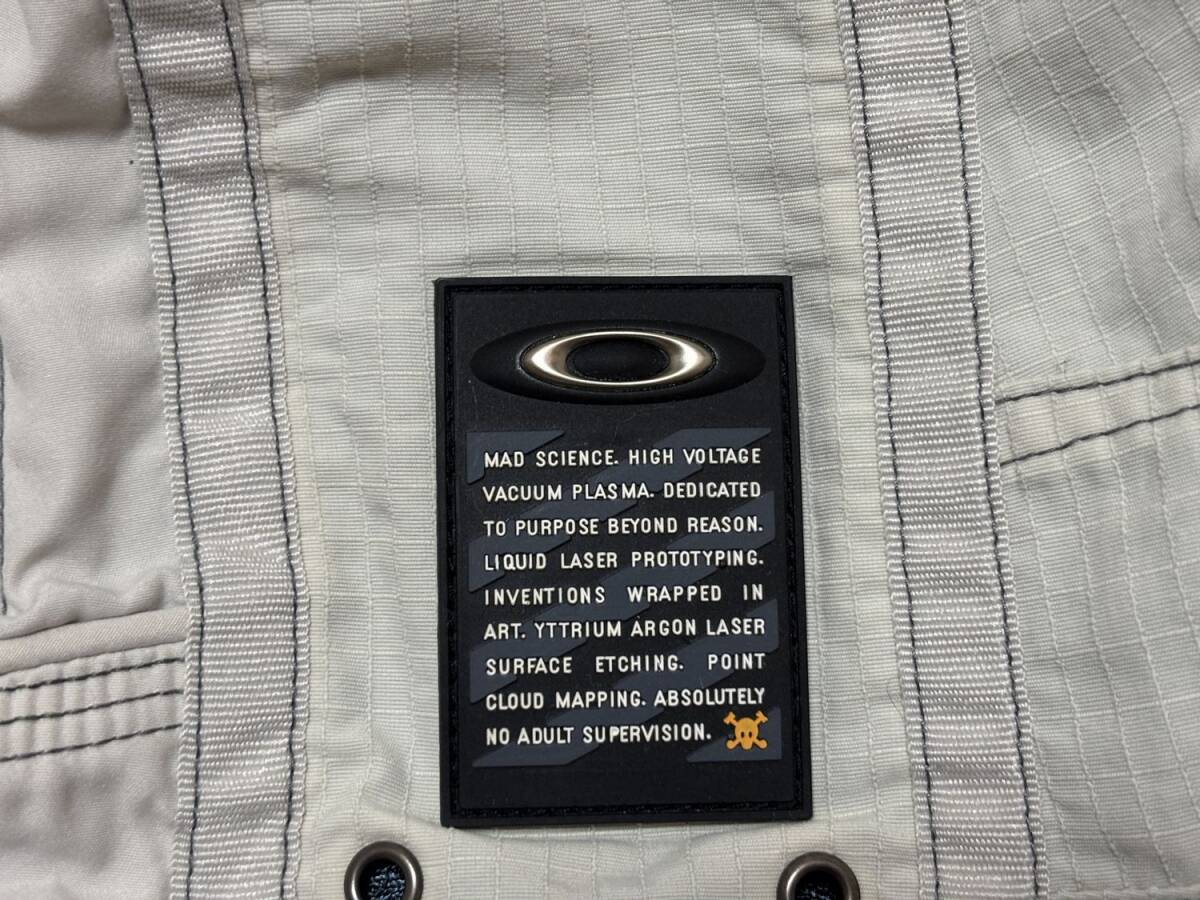 MAD SCIENCE. HIGH VOLTAGE
VACUUM PLASMA. DEDICATED
TO PURPOSE BEYOND REASON.
LIQUID LASER PROTOTYPING.
INVENTIONS WRAPPED IN
ART. YTTRIUM ARGON LASER
SURFACE ETCHING. POINT
CLOUD MAPPING. ABSOLUTELY
NO ADULT SUPERVISION.